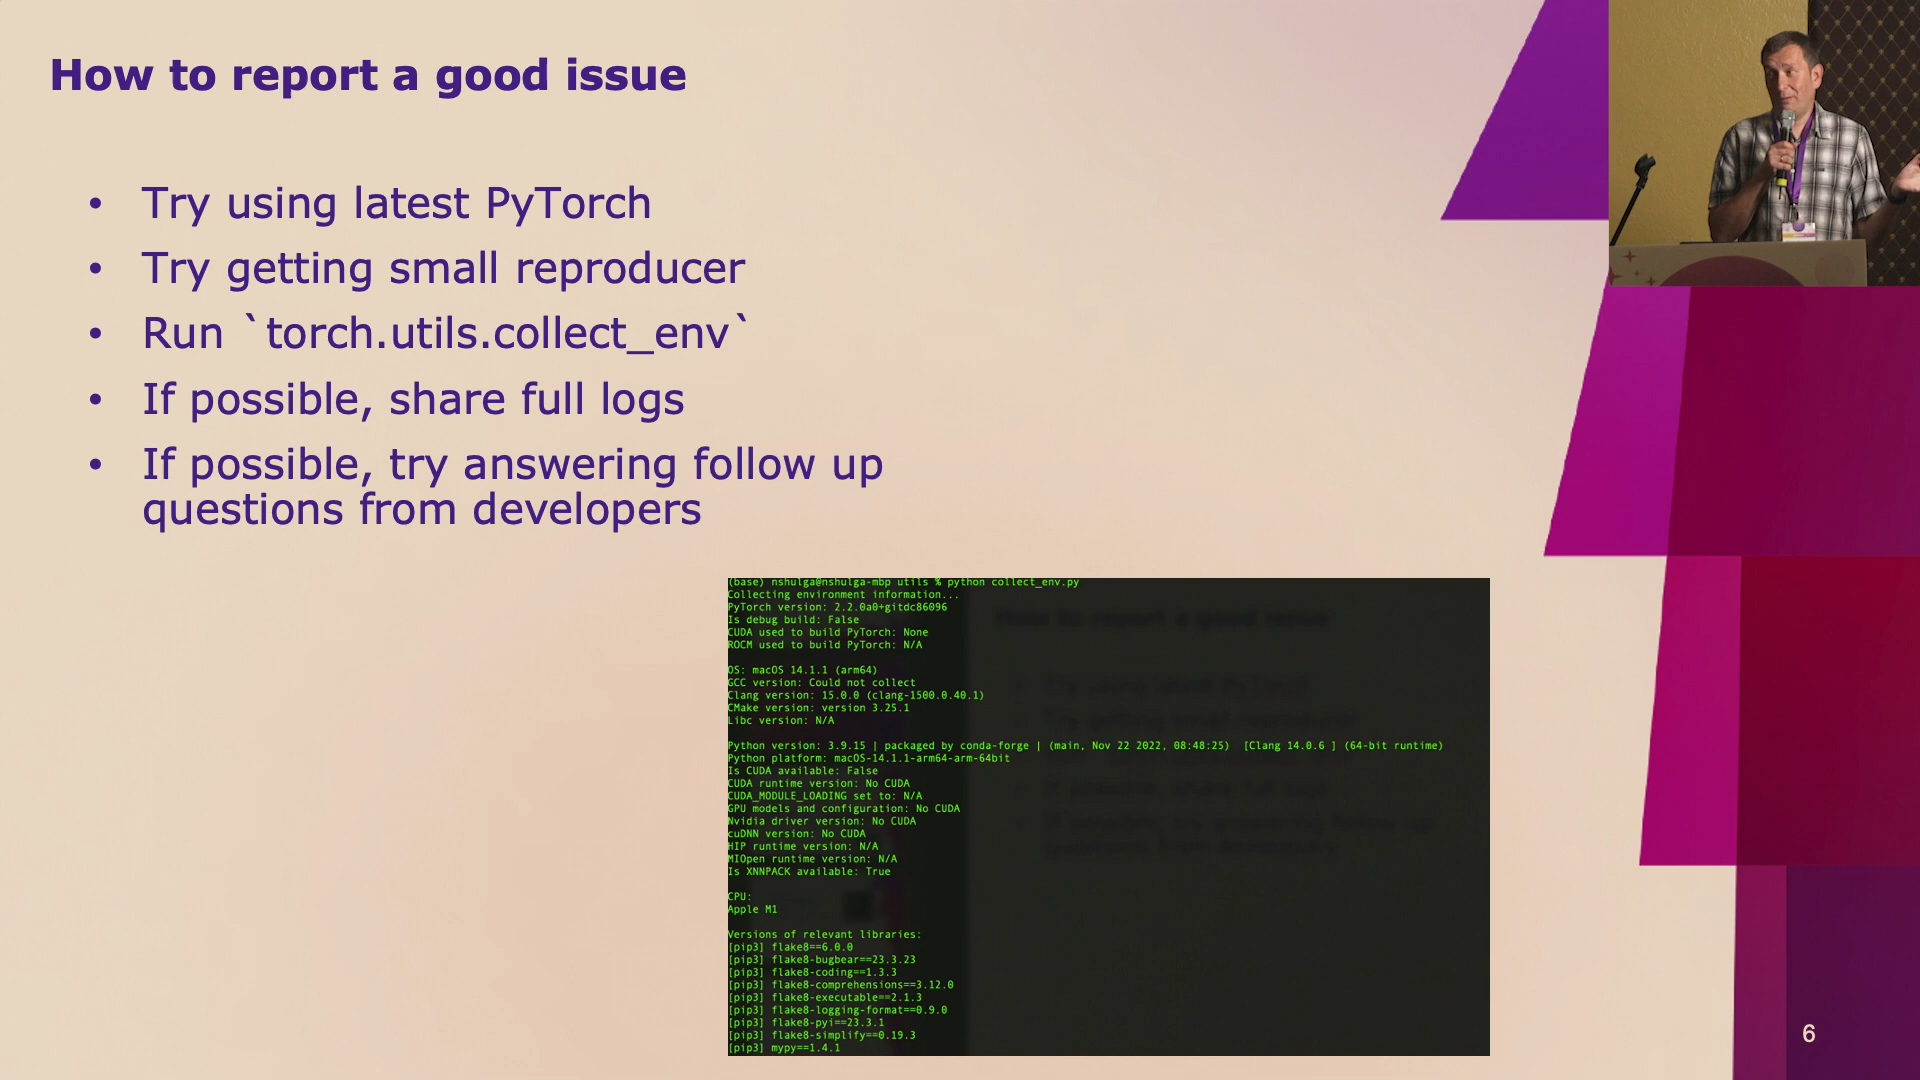 How to report a good issue
• Try using latest PyTorch
• Try getting small reproducer
• Run `torch.utils.collect_env`
• If possible, share full logs
• If possible, try answering follow up
questions from developers
(base) nshulga@nshulga-mbp utils % python collect_env.py
Collecting environment information...
PyTorch version: 2.2.0a0+gitdc86096
Is debug build: False
CUDA used to build PyTorch: None
ROCM used to build PyTorch: N/A
OS: macOS 14.1.1 (arm64)
GCC version: Could not collect
Clang version: 15.0.0 (clang-1500.0.40.1)
CMake version: version 3.25.1
Libc version: N/A
Python version: 3.9.15 | packaged by conda-forge | (main, Nov 22 2022, 08:48:25)  [Clang 14.0.6 ] (64-bit runtime)
Python platform: macOS-14.1.1-arm64-arm-64bit
Is CUDA available: False
CUDA runtime version: No CUDA
CUDA_MODULE_LOADING set to: N/A
GPU models and configuration: No CUDA
Nvidia driver version: No CUDA
cuDNN version: No CUDA
HIP runtime version: N/A
MIOpen runtime version: N/A
Is XNNPACK available: True
CPU:
Apple M1
Versions of relevant libraries:
[pip3] flake8==6.0.0
[pip3] flake8-bugbear==23.3.23
[pip3] flake8-coding==1.3.3
[pip3] flake8-comprehensions==3.12.0
[pip3] flake8-executable==2.1.3
[pip3] flake8-logging-format==0.9.0
[pip3] flake8-pyi==23.3.1
[pip3] flake8-simplify==0.19.3
[pip3] mypy==1.4.1
6